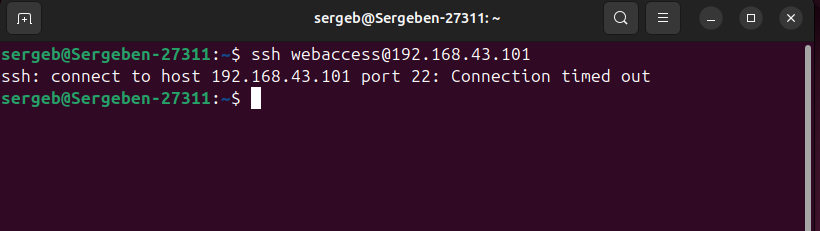 sergeb@Sergeben-27311: ~
sergeb@Sergeben-27311:~$ ssh webaccess@192.168.43.101
ssh: connect to host 192.168.43.101 port 22: Connection timed out
sergeb@Sergeben-27311:~$